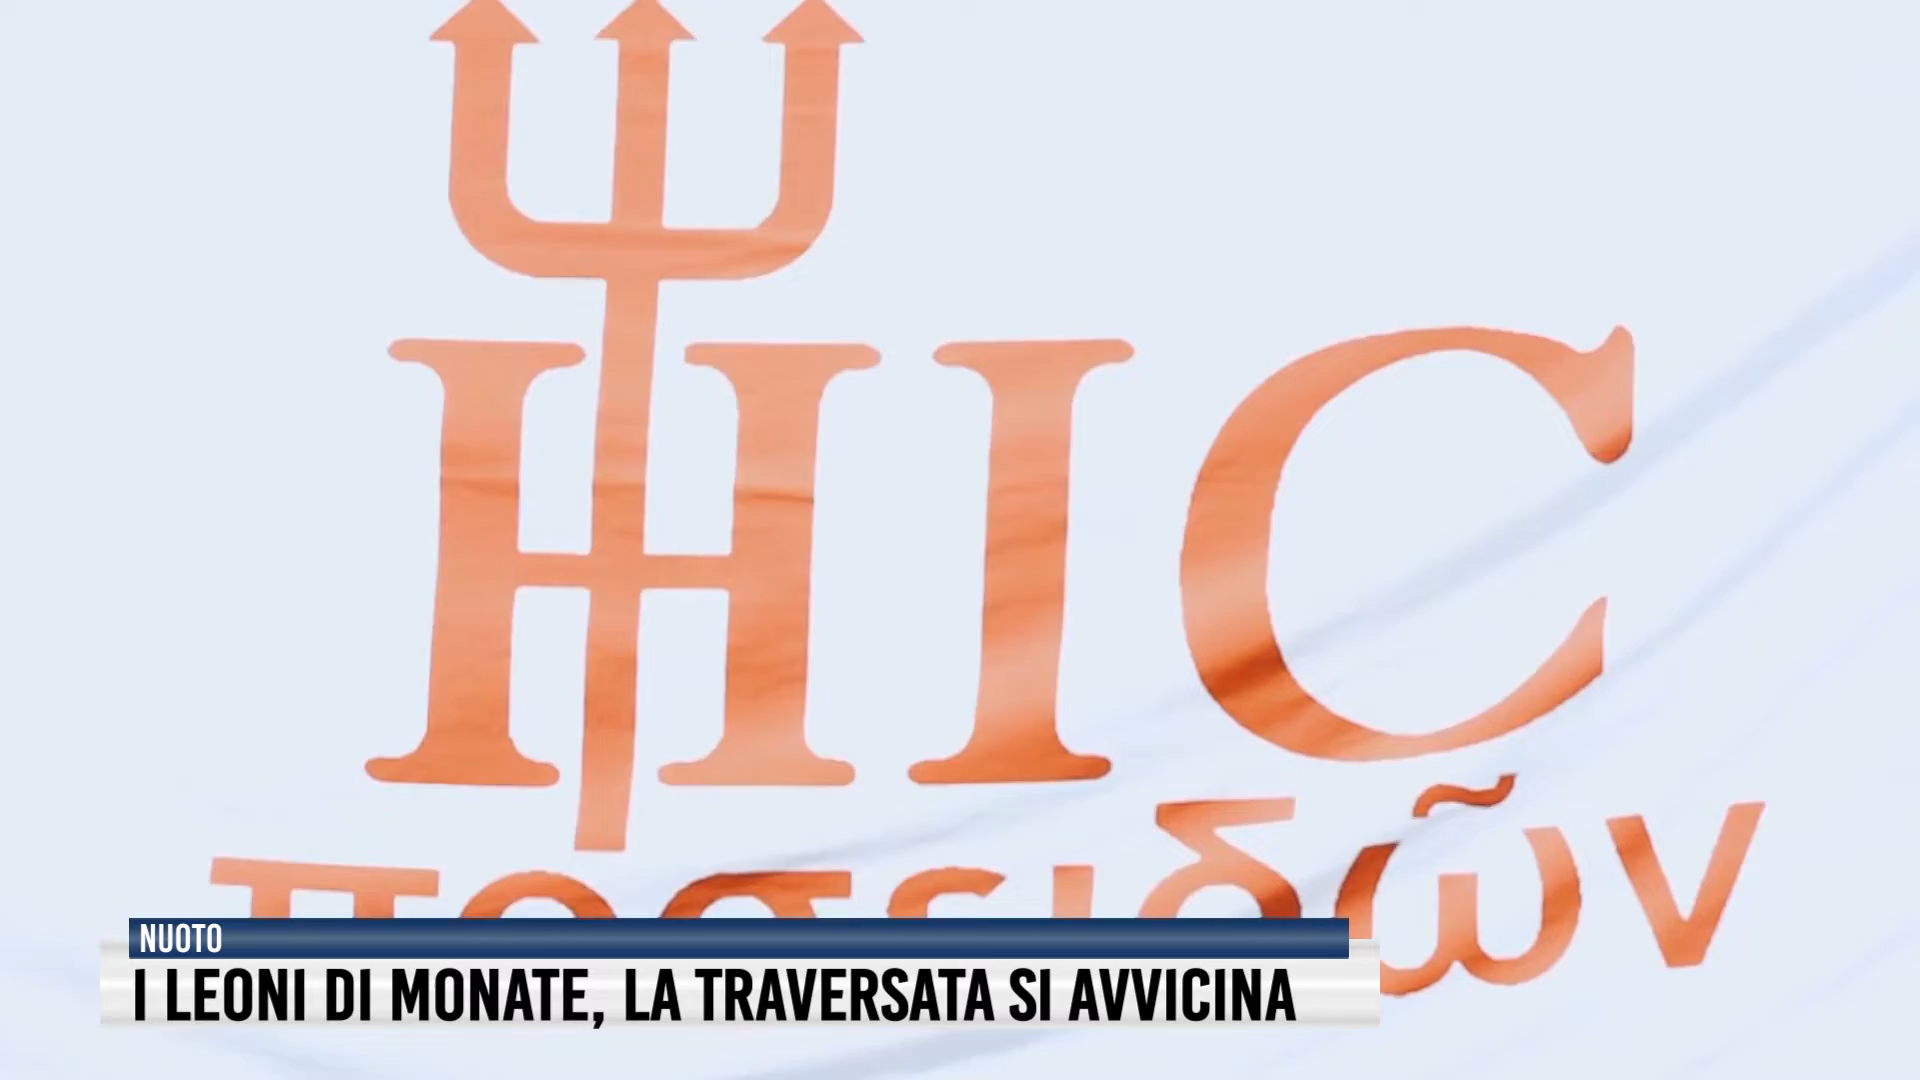 HIC
ποσειδῶν
NUOTO
I LEONI DI MONATE, LA TRAVERSATA SI AVVICINA